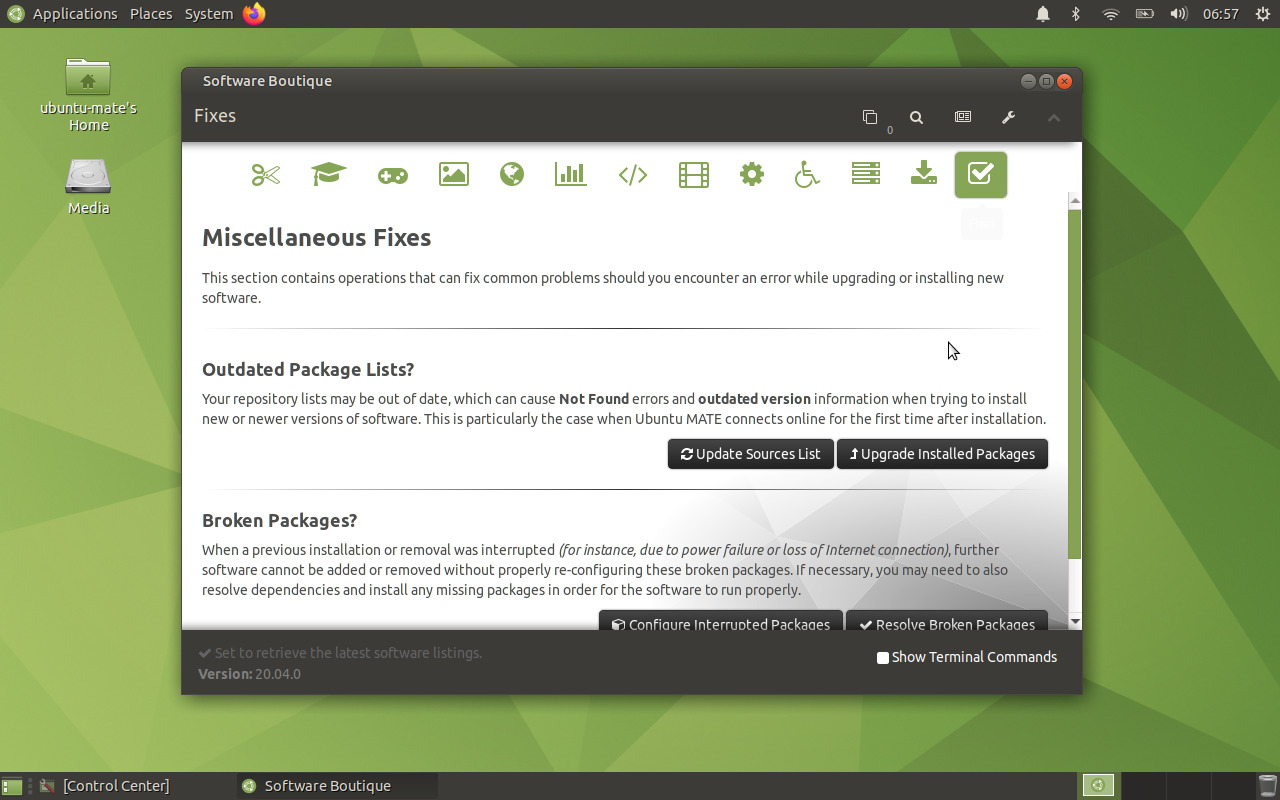 Applications Places System 06:57
ubuntu-mate's
Home
Media
Software Boutique
Fixes
0
Miscellaneous Fixes
This section contains operations that can fix common problems should you encounter an error while upgrading or installing new
software.
Outdated Package Lists?
Your repository lists may be out of date, which can cause Not Found errors and outdated version information when trying to install
new or newer versions of software. This is particularly the case when Ubuntu MATE connects online for the first time after installation.
Update Sources List Upgrade Installed Packages
Broken Packages?
When a previous installation or removal was interrupted (for instance, due to power failure or loss of Internet connection), further
software cannot be added or removed without properly re-configuring these broken packages. If necessary, you may need to also
resolve dependencies and install any missing packages in order for the software to run properly.
Configure Interrupted Packages Resolve Broken Packages
Set to retrieve the latest software listings.
Version: 20.04.0
Show Terminal Commands
[Control Center] Software Boutique